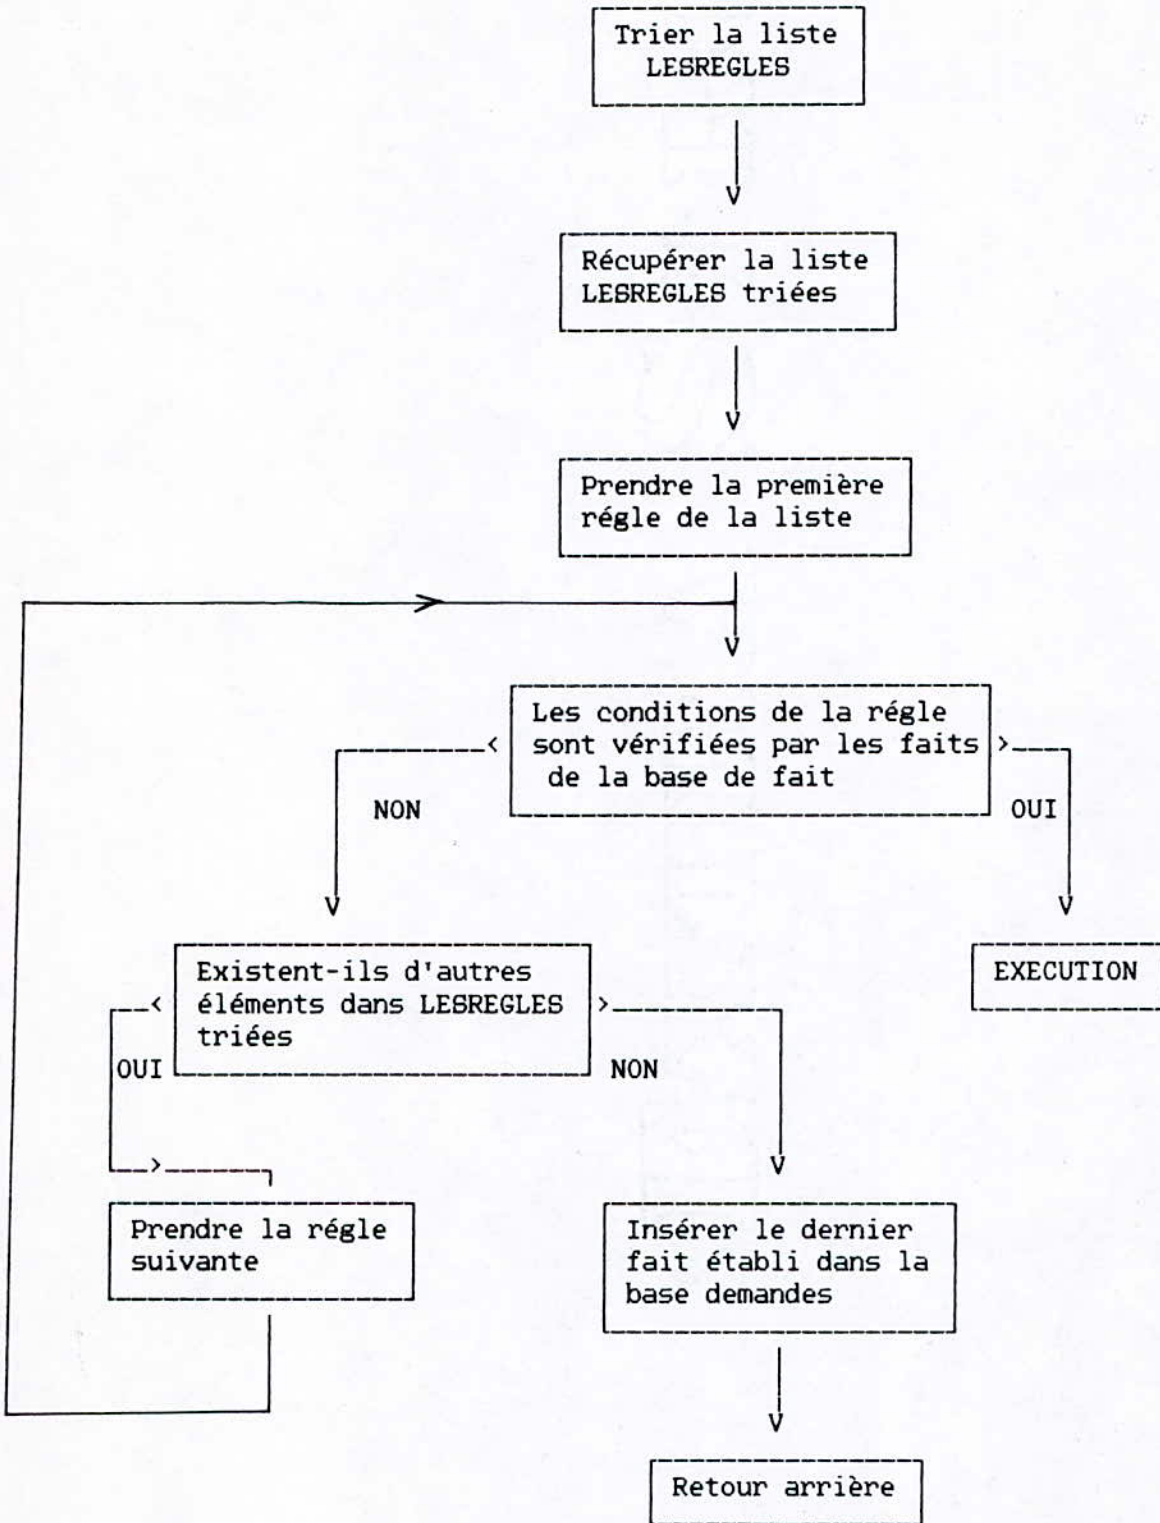 Trier la liste
LESREGLES
Récupérer la liste
LESREGLES triées
Prendre la première
régle de la liste
Les conditions de la régle
sont vérifiées par les faits
de la base de fait
NON
OUI
Existent-ils d'autres
éléments dans LESREGLES
triées
EXECUTION
OUI
NON
Prendre la régle
suivante
Insérer le dernier
fait établi dans la
base demandes
Retour arrière